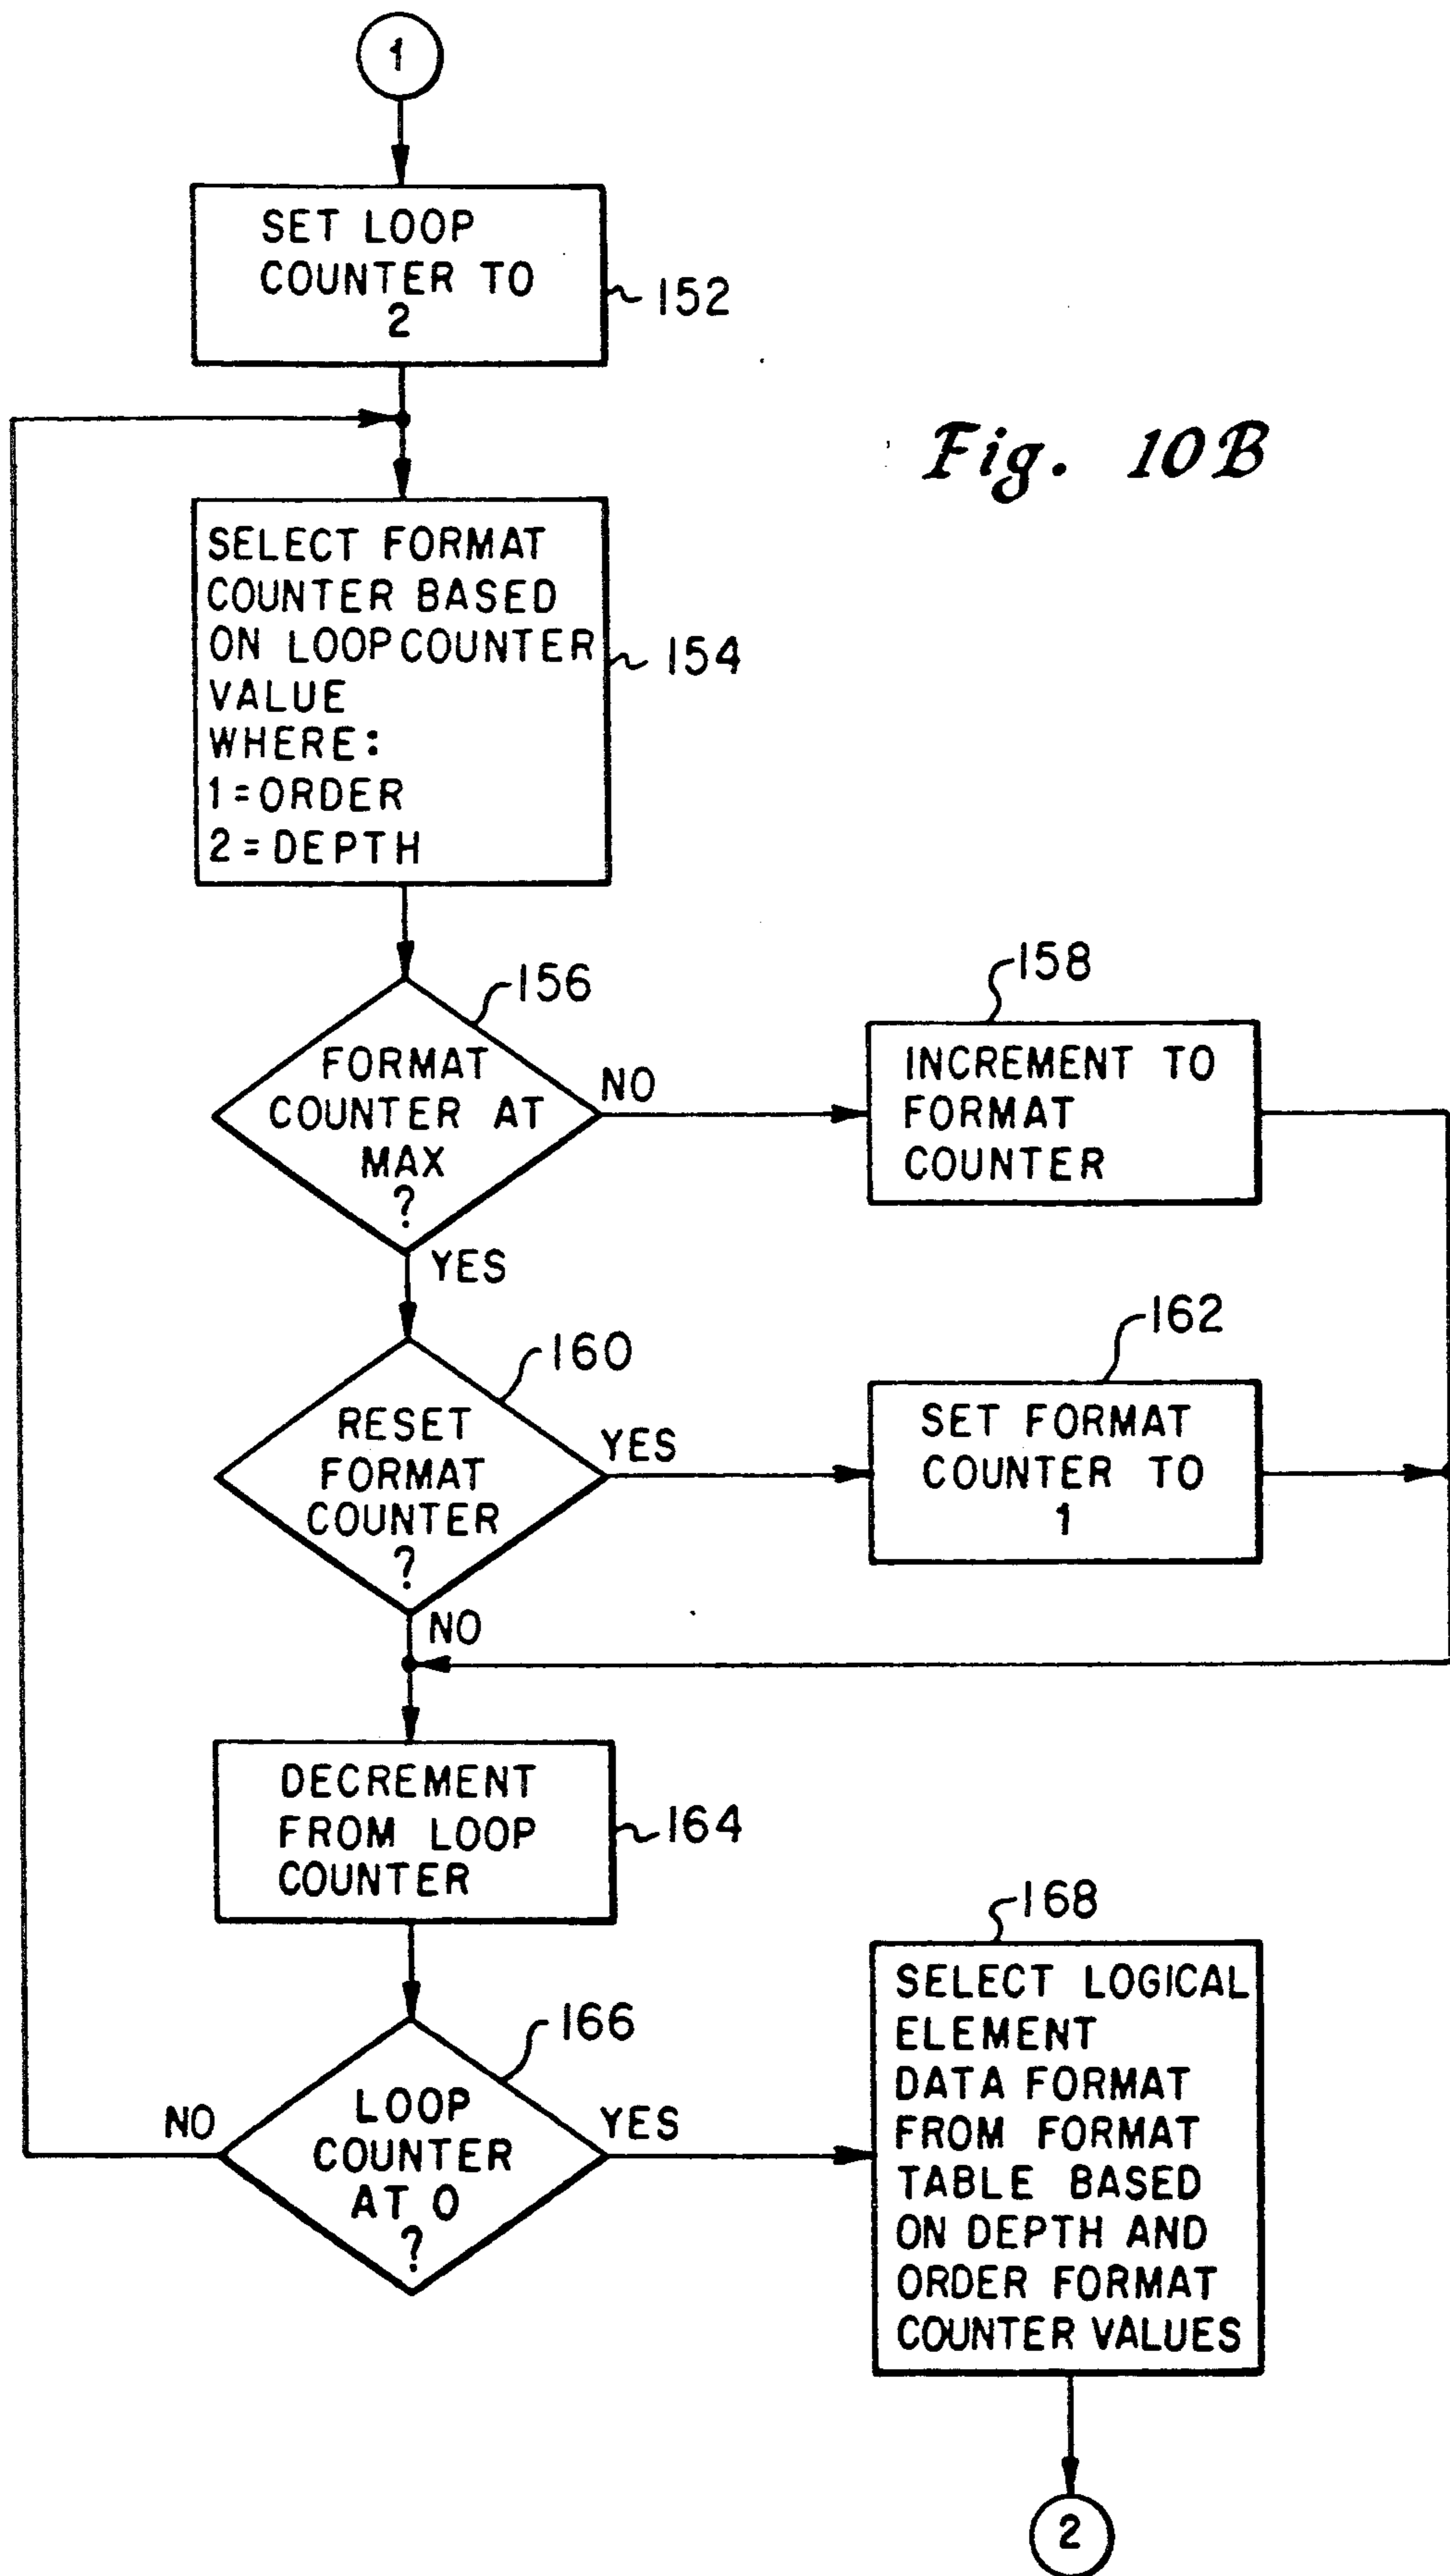 1
SET LOOP
COUNTER TO
2
152
Fig. 10B
SELECT FORMAT
COUNTER BASED
ON LOOP COUNTER
VALUE
WHERE:
1=ORDER
2=DEPTH
154
156
FORMAT
COUNTER AT
MAX
?
NO
YES
158
INCREMENT TO
FORMAT
COUNTER
160
RESET
FORMAT
COUNTER
?
YES
NO
162
SET FORMAT
COUNTER TO
1
DECREMENT
FROM LOOP
COUNTER
164
166
LOOP
COUNTER
AT 0
?
NO
YES
168
SELECT LOGICAL
ELEMENT
DATA FORMAT
FROM FORMAT
TABLE BASED
ON DEPTH AND
ORDER FORMAT
COUNTER VALUES
2